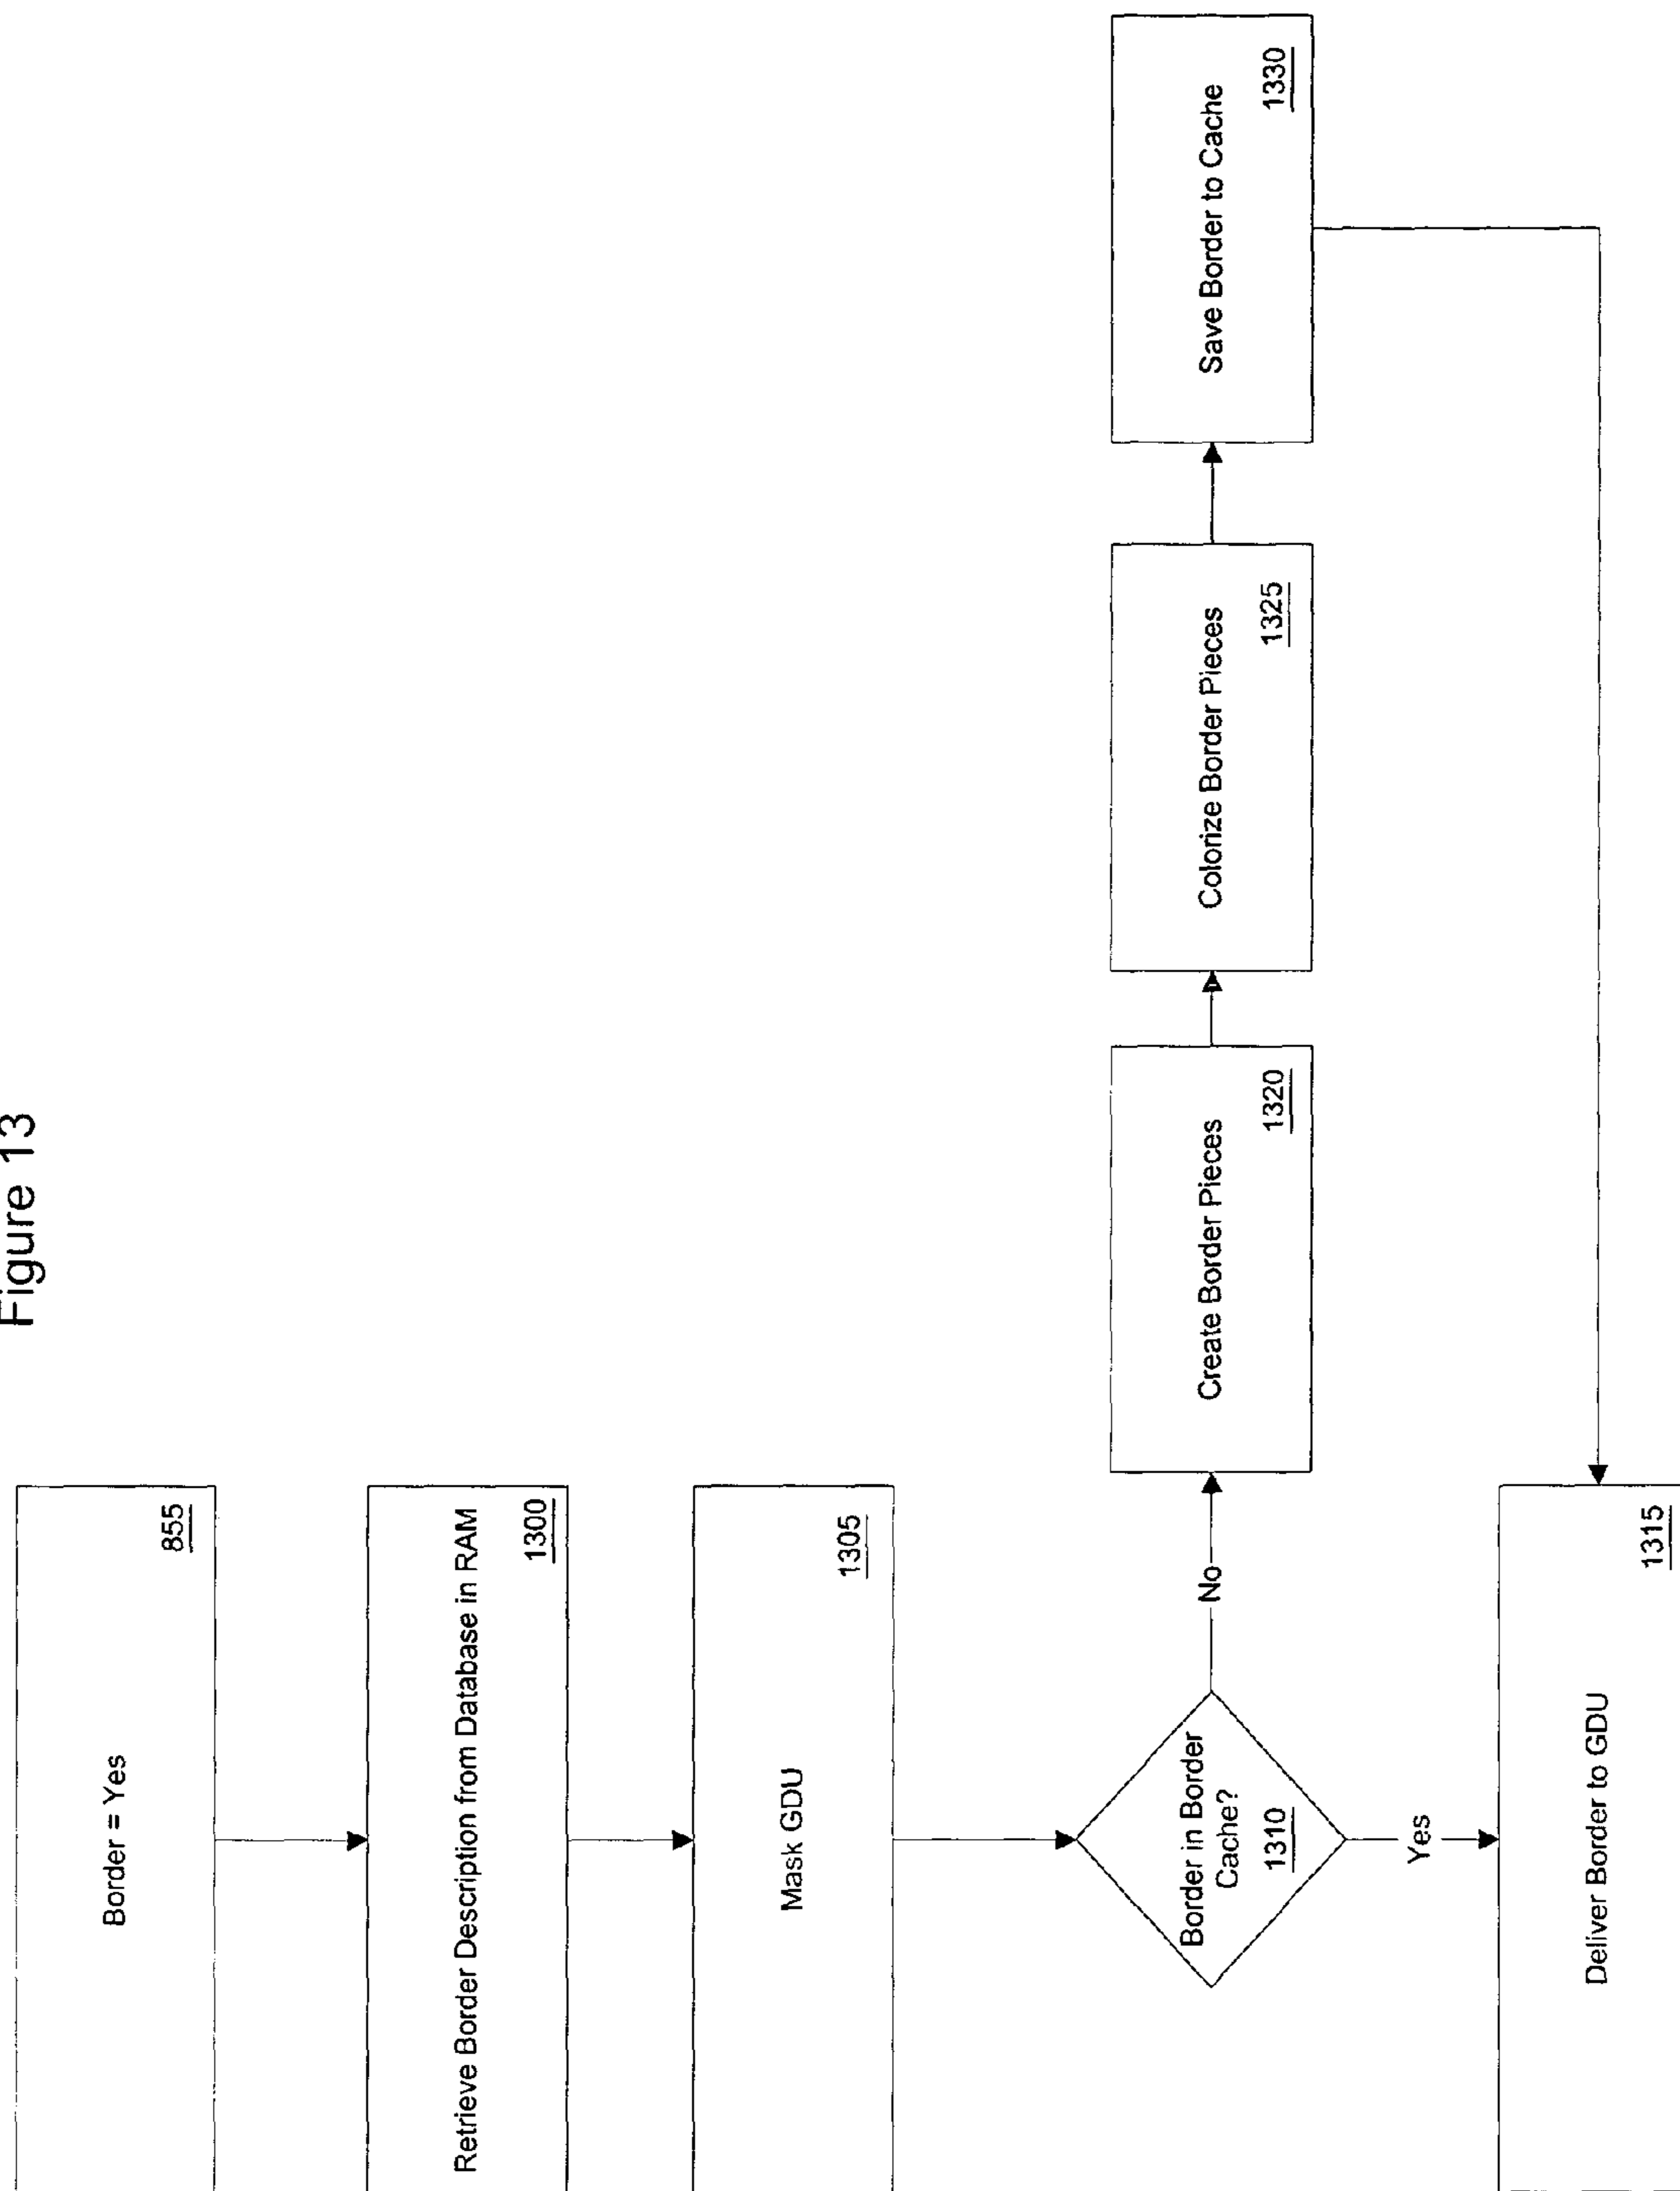 Figure 13
Border = Yes
855
Retrieve Border Description from Database in RAM
1300
Mask GDU
1305
Border in Border
Cache?
1310
No
Yes
Create Border Pieces
1320
Colorize Border Pieces
1325
Save Border to Cache
1330
Deliver Border to GDU
1315